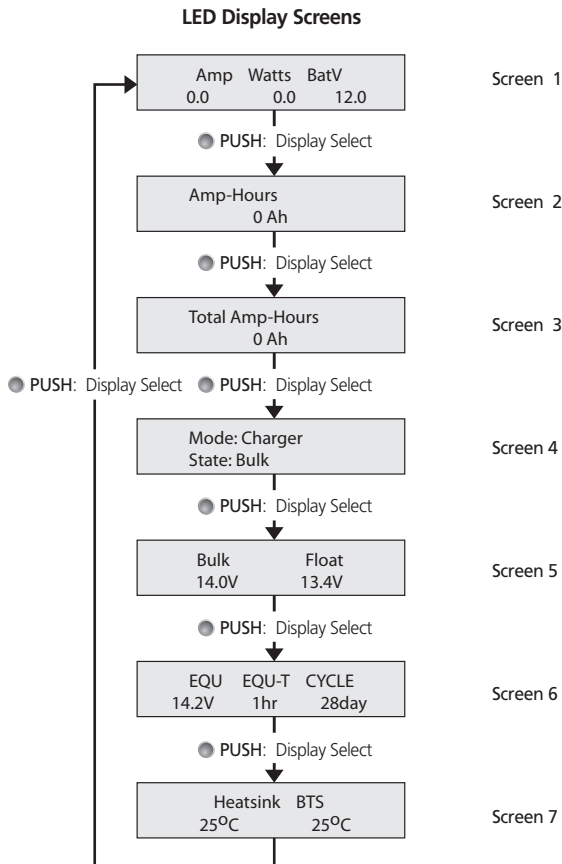 LED Display Screens
Amp Watts BatV
0.0 0.0 12.0
Screen 1
PUSH: Display Select
Amp-Hours
0 Ah
Screen 2
PUSH: Display Select
Total Amp-Hours
0 Ah
Screen 3
PUSH: Display Select
PUSH: Display Select
Mode: Charger
State: Bulk
Screen 4
PUSH: Display Select
Bulk Float
14.0V 13.4V
Screen 5
PUSH: Display Select
EQU EQU-T CYCLE
14.2V 1hr 28day
Screen 6
PUSH: Display Select
Heatsink BTS
25ºC 25ºC
Screen 7